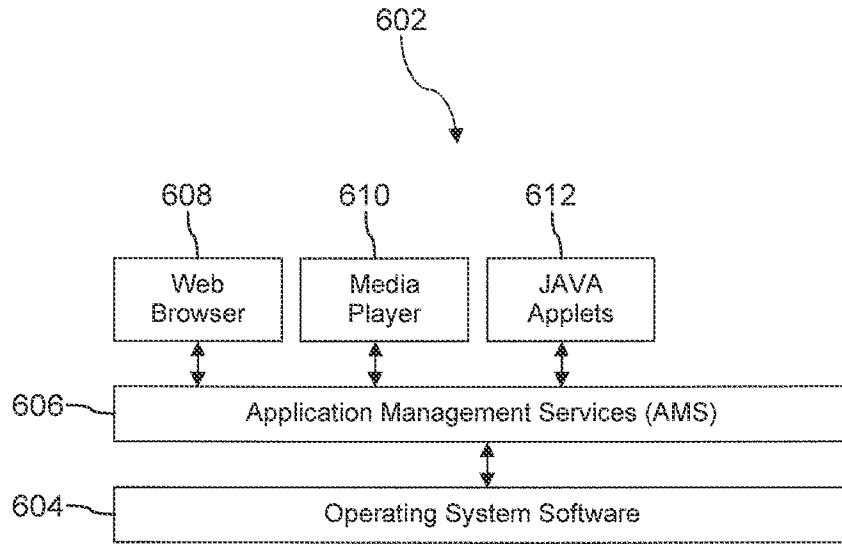 602
608
610
612
Web
Browser
Media
Player
JAVA
Applets
606
Application Management Services (AMS)
604
Operating System Software